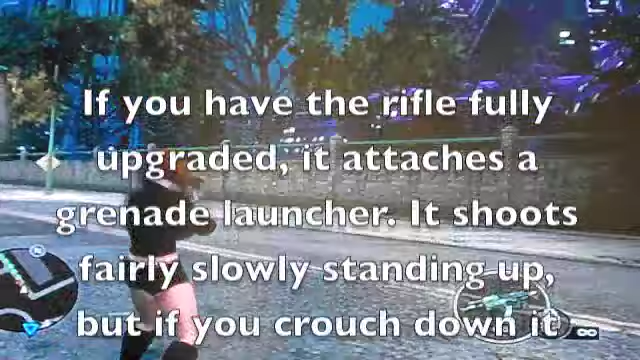 If you have the rifle fully
upgraded, it attaches a
grenade launcher. It shoots
fairly slowly standing up,
but if you crouch down it
∞